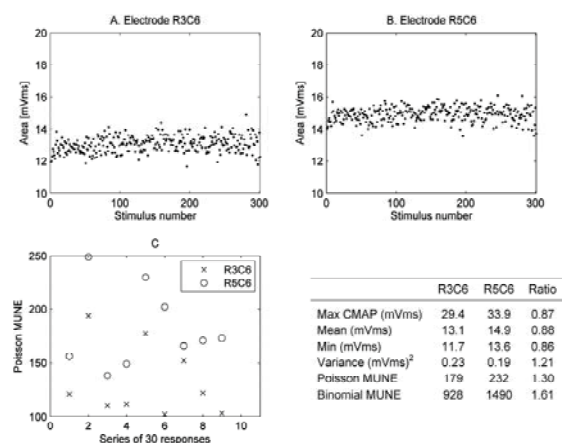 A. Electrode R3C6
20
18
16
14
12
10
Area [mVms]
0
100
200
300
Stimulus number
B. Electrode R5C6
20
18
16
14
12
10
Area [mVms]
0
100
200
300
Stimulus number
C
250
200
150
100
Poisson MUNE
R3C6
R5C6
0
2
4
6
8
10
Series of 30 responses
R3C6 R5C6 Ratio
Max CMAP (mVms) 29.4 33.9 0.87
Mean (mVms) 13.1 14.9 0.88
Min (mVms) 11.7 13.6 0.86
Variance (mVms)² 0.23 0.19 1.21
Poisson MUNE 179 232 1.30
Binomial MUNE 928 1490 1.61